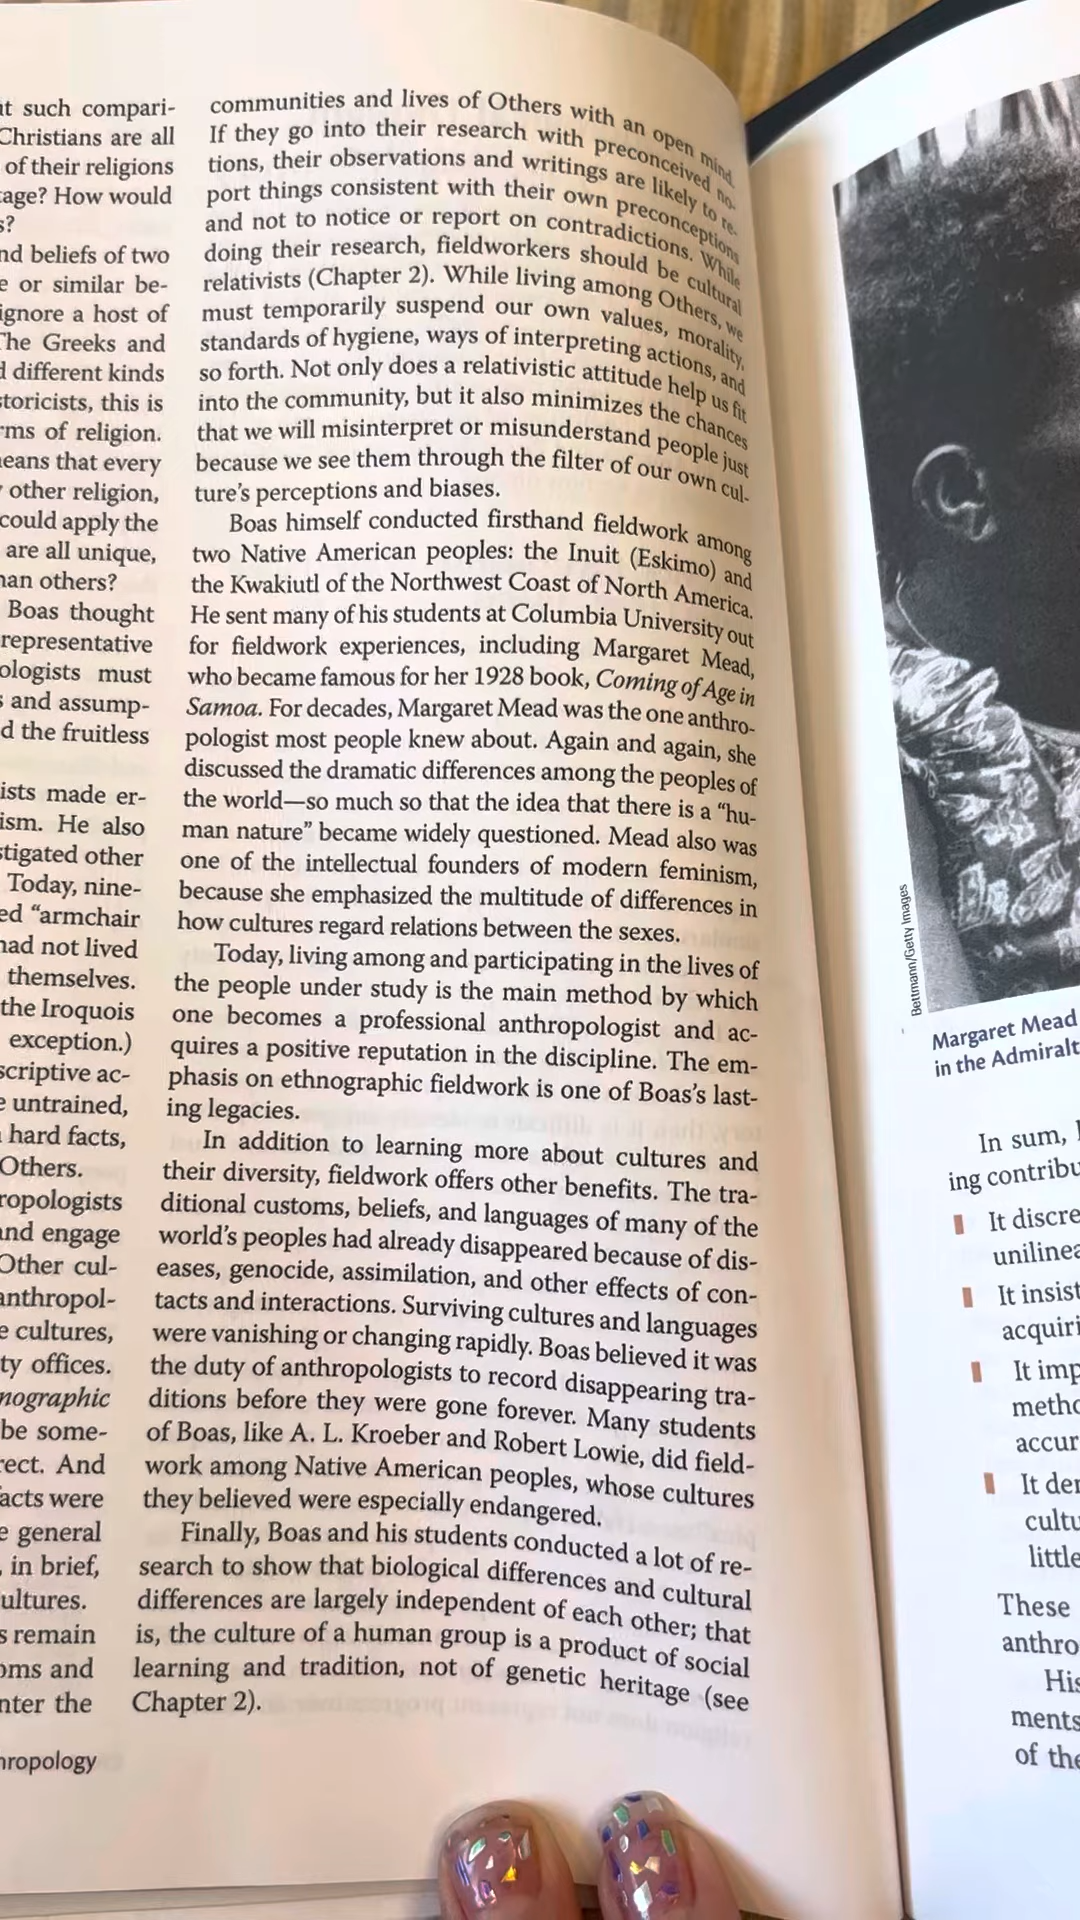 it such compari-
Christians are all
of their religions
tage? How would
s?
nd beliefs of two
e or similar be-
ignore a host of
The Greeks and
d different kinds
storicists, this is
rms of religion.
eans that every
other religion,
could apply the
are all unique,
han others?
Boas thought
representative
ologists must
s and assump-
d the fruitless
ists made er-
ism. He also
stigated other
Today, nine-
ed “armchair
had not lived
themselves.
the Iroquois
exception.)
scriptive ac-
e untrained,
hard facts,
Others.
ropologists
and engage
Other cul-
anthropol-
e cultures,
ty offices.
nographic
be some-
rect. And
acts were
e general
, in brief,
ultures.
s remain
oms and
nter the
hropology
communities and lives of Others with an open mind.
If they go into their research with preconceived no-
tions, their observations and writings are likely to re-
port things consistent with their own preconceptions
and not to notice or report on contradictions. While
doing their research, fieldworkers should be cultural
relativists (Chapter 2). While living among Others, we
must temporarily suspend our own values, morality,
standards of hygiene, ways of interpreting actions, and
so forth. Not only does a relativistic attitude help us fit
into the community, but it also minimizes the chances
that we will misinterpret or misunderstand people just
because we see them through the filter of our own cul-
ture’s perceptions and biases.
Boas himself conducted firsthand fieldwork among
two Native American peoples: the Inuit (Eskimo) and
the Kwakiutl of the Northwest Coast of North America.
He sent many of his students at Columbia University out
for fieldwork experiences, including Margaret Mead,
who became famous for her 1928 book, Coming of Age in
Samoa. For decades, Margaret Mead was the one anthro-
pologist most people knew about. Again and again, she
discussed the dramatic differences among the peoples of
the world—so much so that the idea that there is a “hu-
man nature” became widely questioned. Mead also was
one of the intellectual founders of modern feminism,
because she emphasized the multitude of differences in
how cultures regard relations between the sexes.
Today, living among and participating in the lives of
the people under study is the main method by which
one becomes a professional anthropologist and ac-
quires a positive reputation in the discipline. The em-
phasis on ethnographic fieldwork is one of Boas’s last-
ing legacies.
In addition to learning more about cultures and
their diversity, fieldwork offers other benefits. The tra-
ditional customs, beliefs, and languages of many of the
world’s peoples had already disappeared because of dis-
eases, genocide, assimilation, and other effects of con-
tacts and interactions. Surviving cultures and languages
were vanishing or changing rapidly. Boas believed it was
the duty of anthropologists to record disappearing tra-
ditions before they were gone forever. Many students
of Boas, like A. L. Kroeber and Robert Lowie, did field-
work among Native American peoples, whose cultures
they believed were especially endangered.
Finally, Boas and his students conducted a lot of re-
search to show that biological differences and cultural
differences are largely independent of each other; that
is, the culture of a human group is a product of social
learning and tradition, not of genetic heritage (see
Chapter 2).
Bettmann/Getty Images
Margaret Mead
in the Admiralt
In sum,
ing contribu
It discre
unilinea
It insist
acquiri
It imp
metho
accur
It der
cultu
little
These
anthro
His
ments
of the